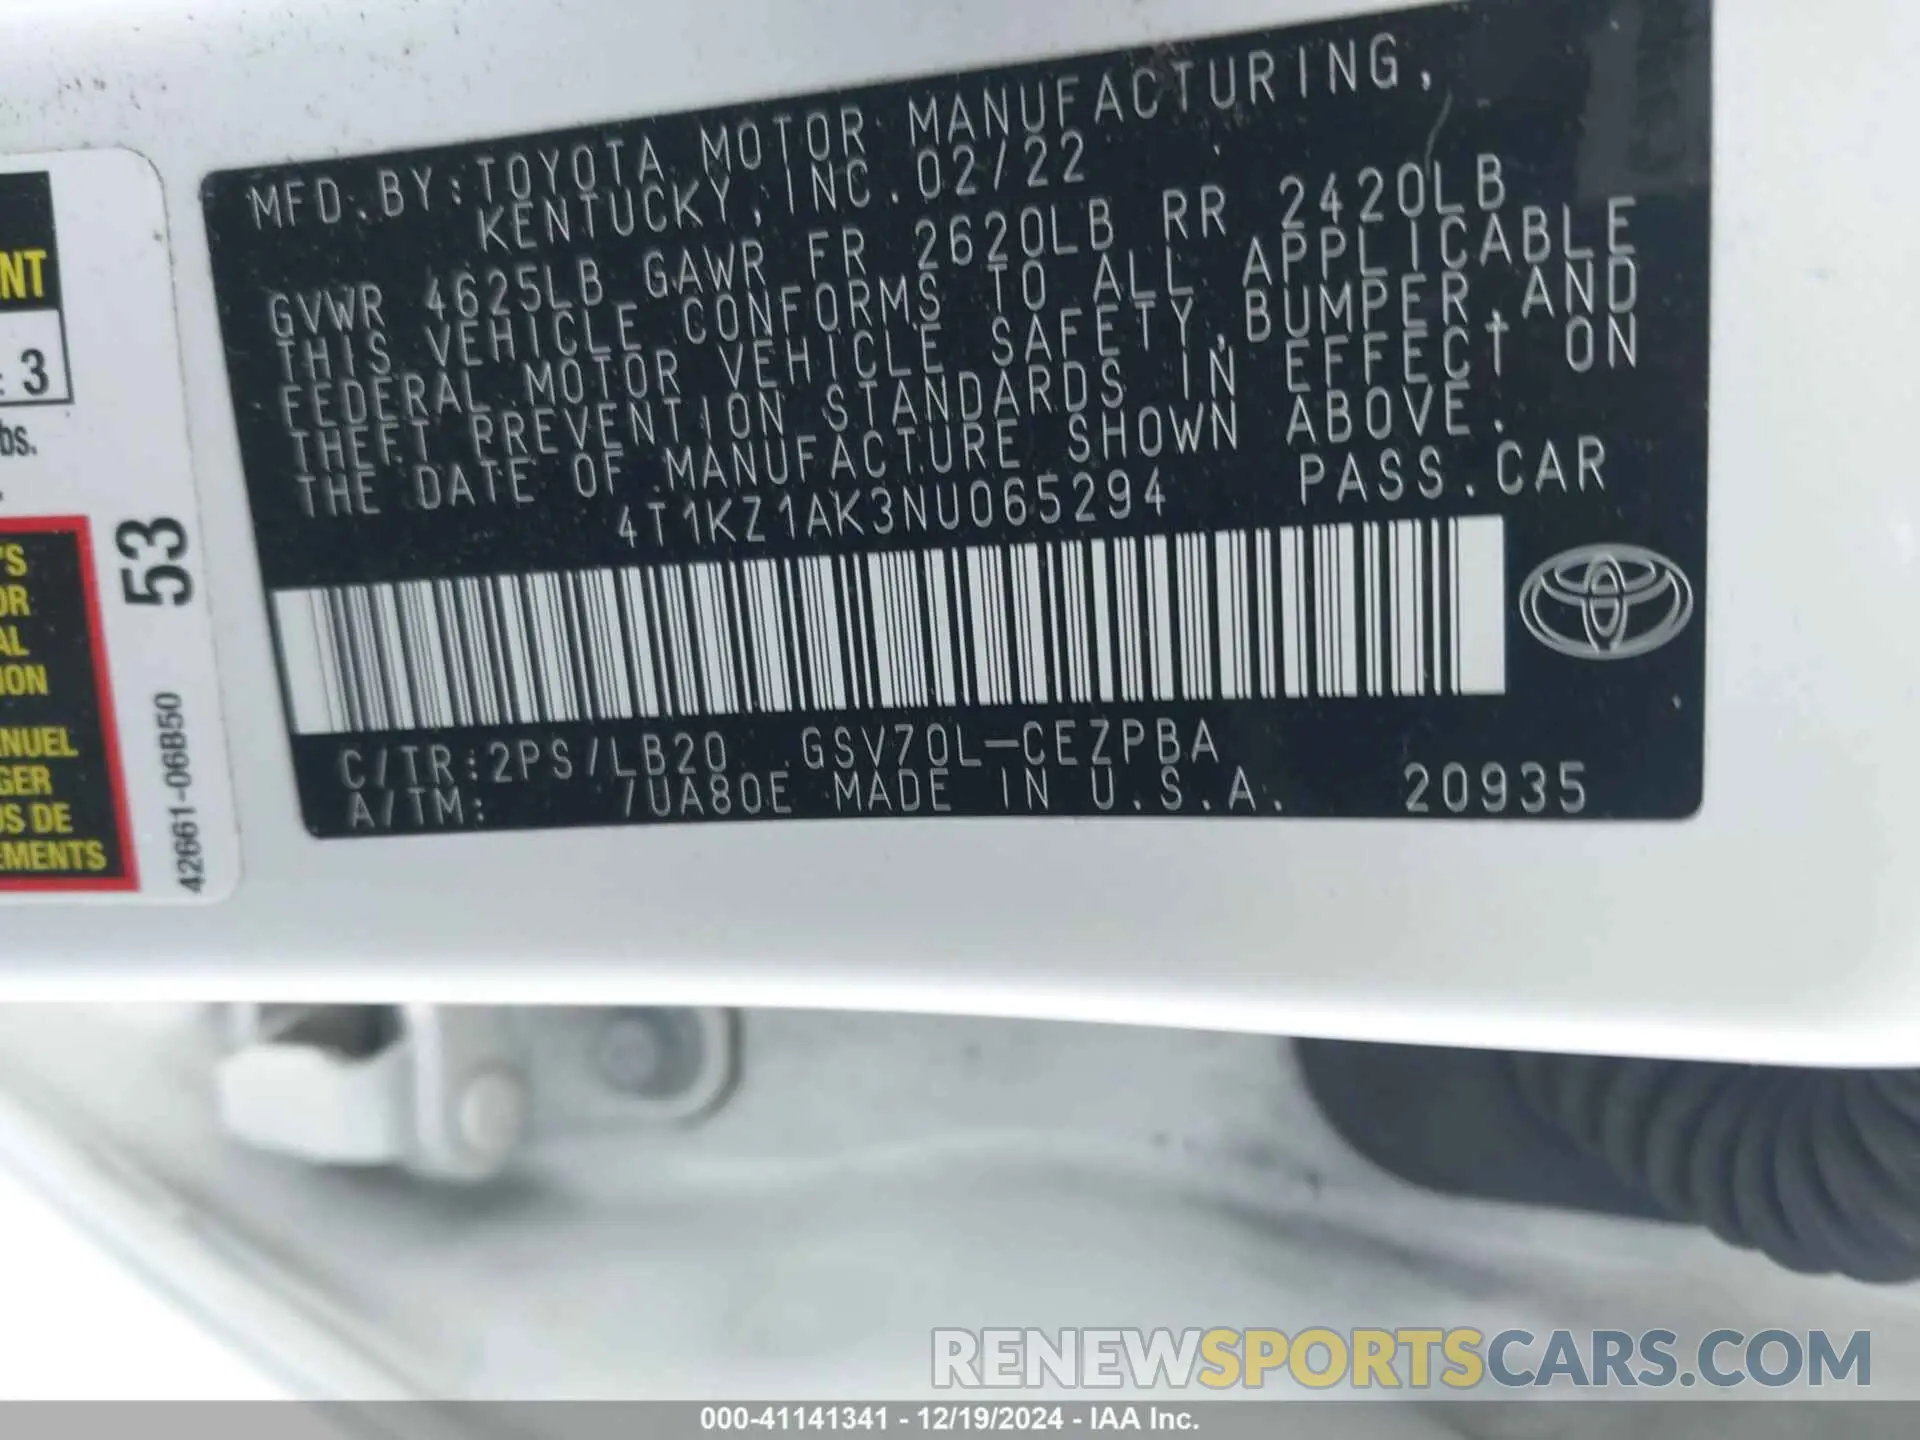 MFD. BY: TOYOTA MOTOR MANUFACTURING,
KENTUCKY, INC. 02/22
GVWR 4625LB GAWR FR 2620LB RR 2420LB
THIS VEHICLE CONFORMS TO ALL APPLICABLE
FEDERAL MOTOR VEHICLE SAFETY, BUMPER, AND
THEFT PREVENTION STANDARDS IN EFFECT ON
THE DATE OF MANUFACTURE SHOWN ABOVE.
4T1KZ1AK3NU065294 PASS. CAR
C/TR: 2PS/LB20 GSV70L-CEZPBA
A/TM: /UA80E MADE IN U.S.A. 20935
NT
: 3
bs.
53
'S
OR
AL
ION
NUEL
GER
US DE
EMENTS
42661-06B50
RENEWSPORTSCARS.COM
000-41141341 - 12/19/2024 - IAA Inc.